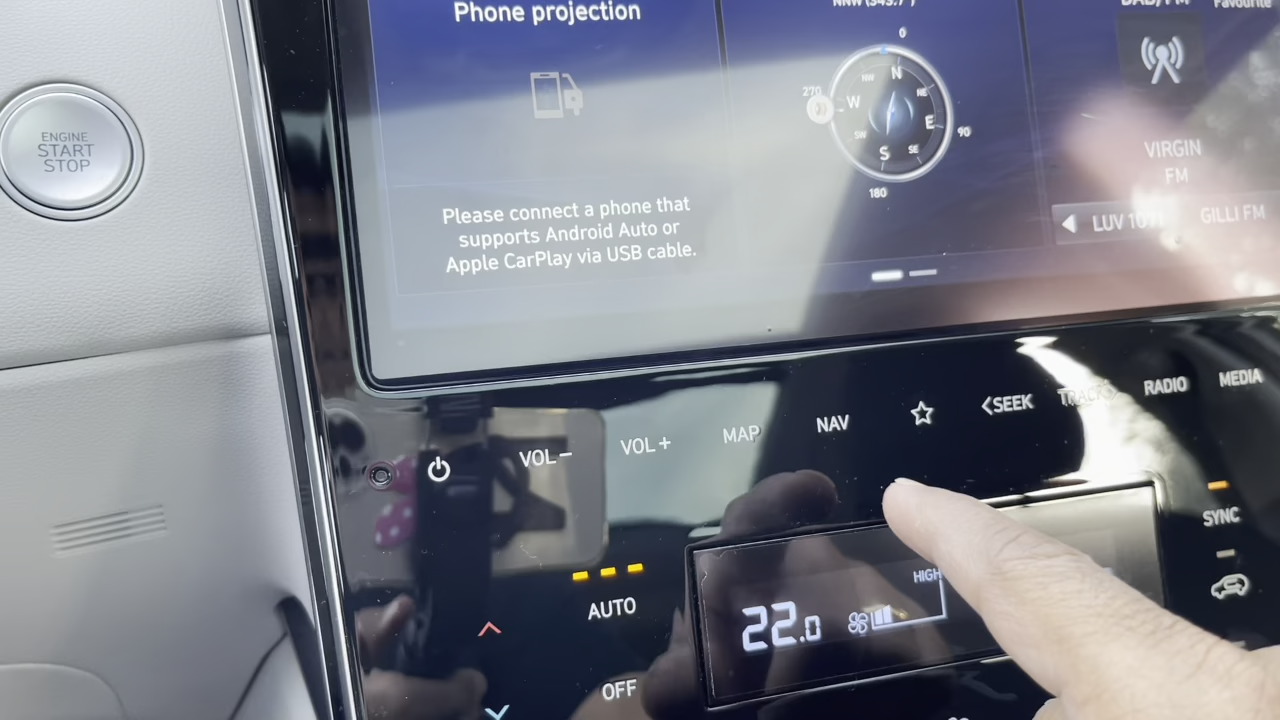 Phone projection
ENGINE
START
STOP
Please connect a phone that
supports Android Auto or
Apple CarPlay via USB cable.
0
N
NW
NE
270
W
E
90
SW
SE
S
180
Favourite
VIRGIN
FM
GILLI FM
VOL−
VOL+
MAP
NAV
<SEEK
TRACK>
RADIO
MEDIA
AUTO
OFF
22.0
HIGH
SYNC